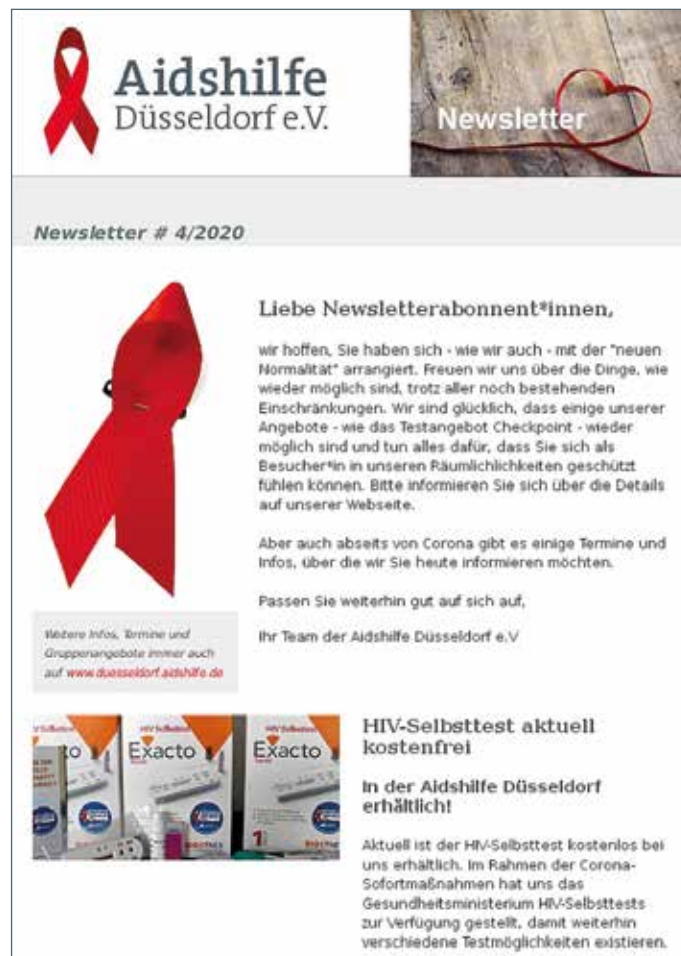 Aidshilfe
Düsseldorf e.V.
Newsletter
Newsletter # 4/2020
Liebe Newsletterabonnent*innen,
wir hoffen, Sie haben sich - wie wir auch - mit der "neuen
Normalität" arrangiert. Freuen wir uns über die Dinge, wie
wieder möglich sind, trotz aller noch bestehenden
Einschränkungen. Wir sind glücklich, dass einige unserer
Angebote - wie das Testangebot Checkpoint - wieder
möglich sind und tun alles dafür, dass Sie sich als
Besucher*in in unseren Räumlichlichkeiten geschützt
fühlen können. Bitte informieren Sie sich über die Details
auf unserer Webseite.
Aber auch abseits von Corona gibt es einige Termine und
Infos, über die wir Sie heute informieren möchten.
Passen Sie weiterhin gut auf sich auf,
Ihr Team der Aidshilfe Düsseldorf e.V
Weitere Infos, Termine und
Gruppenangebote immer auch
auf www.duesseldorf.aidshilfe.de
HIV Selbsttest
Exacto
Exacto
1
HIV-Selbsttest aktuell
kostenfrei
In der Aidshilfe Düsseldorf
erhältlich!
Aktuell ist der HIV-Selbsttest kostenlos bei
uns erhältlich. Im Rahmen der Corona-
Sofortmaßnahmen hat uns das
Gesundheitsministerium HIV-Selbsttests
zur Verfügung gestellt, damit weiterhin
verschiedene Testmöglichkeiten existieren.